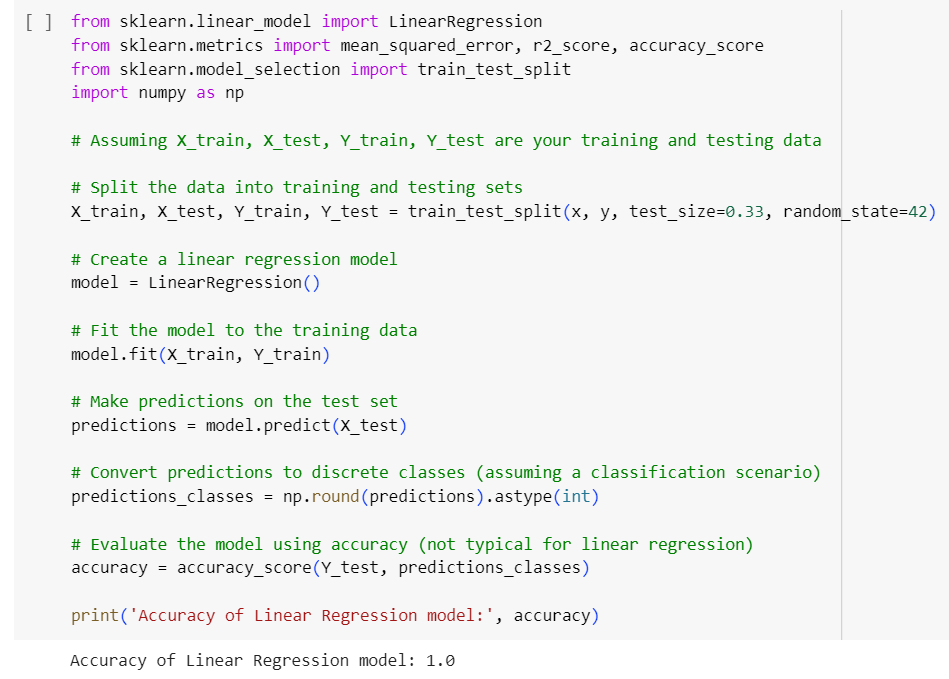 [ ] from sklearn.linear_model import LinearRegression
from sklearn.metrics import mean_squared_error, r2_score, accuracy_score
from sklearn.model_selection import train_test_split
import numpy as np
# Assuming X_train, X_test, Y_train, Y_test are your training and testing data
# Split the data into training and testing sets
X_train, X_test, Y_train, Y_test = train_test_split(x, y, test_size=0.33, random_state=42)
# Create a linear regression model
model = LinearRegression()
# Fit the model to the training data
model.fit(X_train, Y_train)
# Make predictions on the test set
predictions = model.predict(X_test)
# Convert predictions to discrete classes (assuming a classification scenario)
predictions_classes = np.round(predictions).astype(int)
# Evaluate the model using accuracy (not typical for linear regression)
accuracy = accuracy_score(Y_test, predictions_classes)
print('Accuracy of Linear Regression model:', accuracy)
Accuracy of Linear Regression model: 1.0